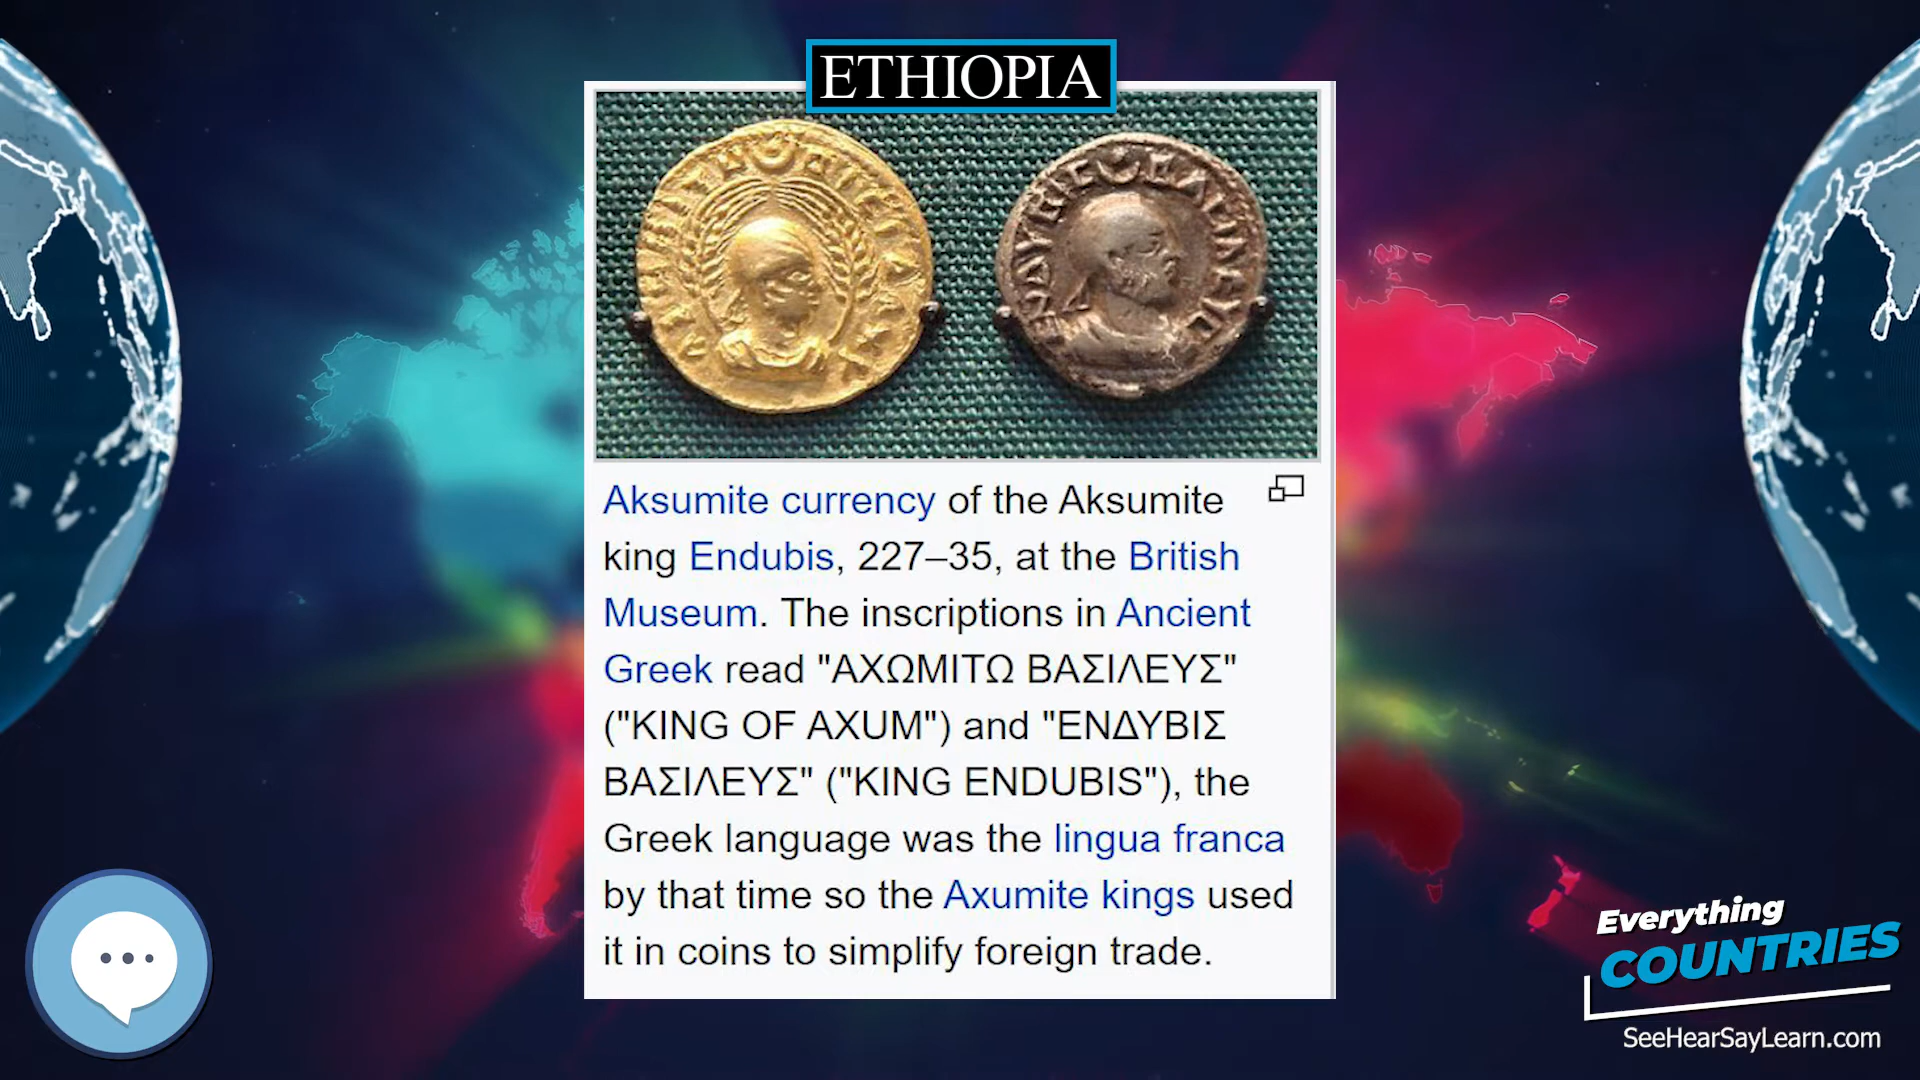 ETHIOPIA
Aksumite currency of the Aksumite
king Endubis, 227–35, at the British
Museum. The inscriptions in Ancient
Greek read "ΑΧΩΜΙΤΩ ΒΑΣΙΛΕΥΣ"
("KING OF AXUM") and "ΕΝΔΥΒΙΣ
ΒΑΣΙΛΕΥΣ" ("KING ENDUBIS"), the
Greek language was the lingua franca
by that time so the Axumite kings used
it in coins to simplify foreign trade.
Everything
COUNTRIES
SeeHearSayLearn.com